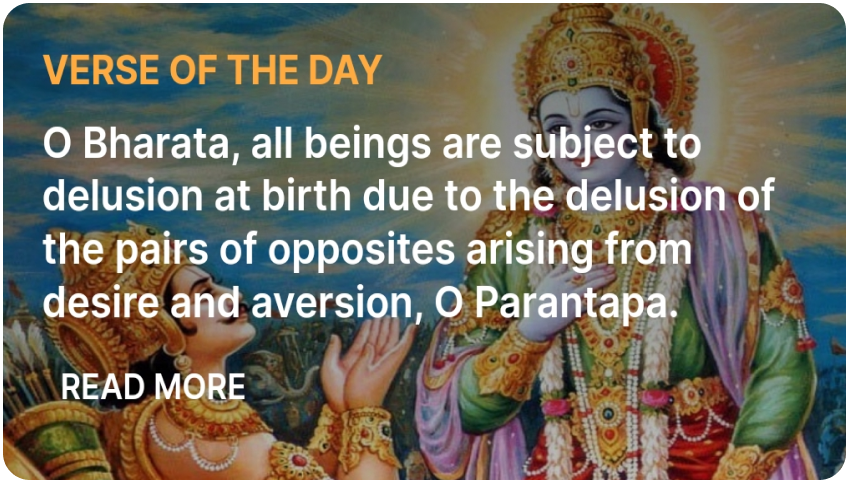 VERSE OF THE DAY
O Bharata, all beings are subject to
delusion at birth due to the delusion of
the pairs of opposites arising from
desire and aversion, O Parantapa.
READ MORE